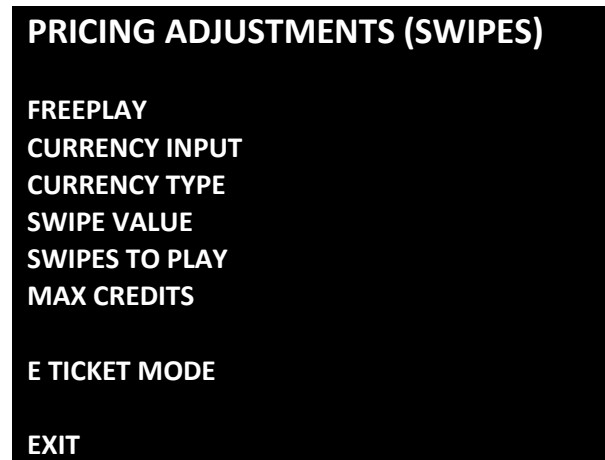 PRICING ADJUSTMENTS (SWIPES)
FREEPLAY
CURRENCY INPUT
CURRENCY TYPE
SWIPE VALUE
SWIPES TO PLAY
MAX CREDITS
E TICKET MODE
EXIT